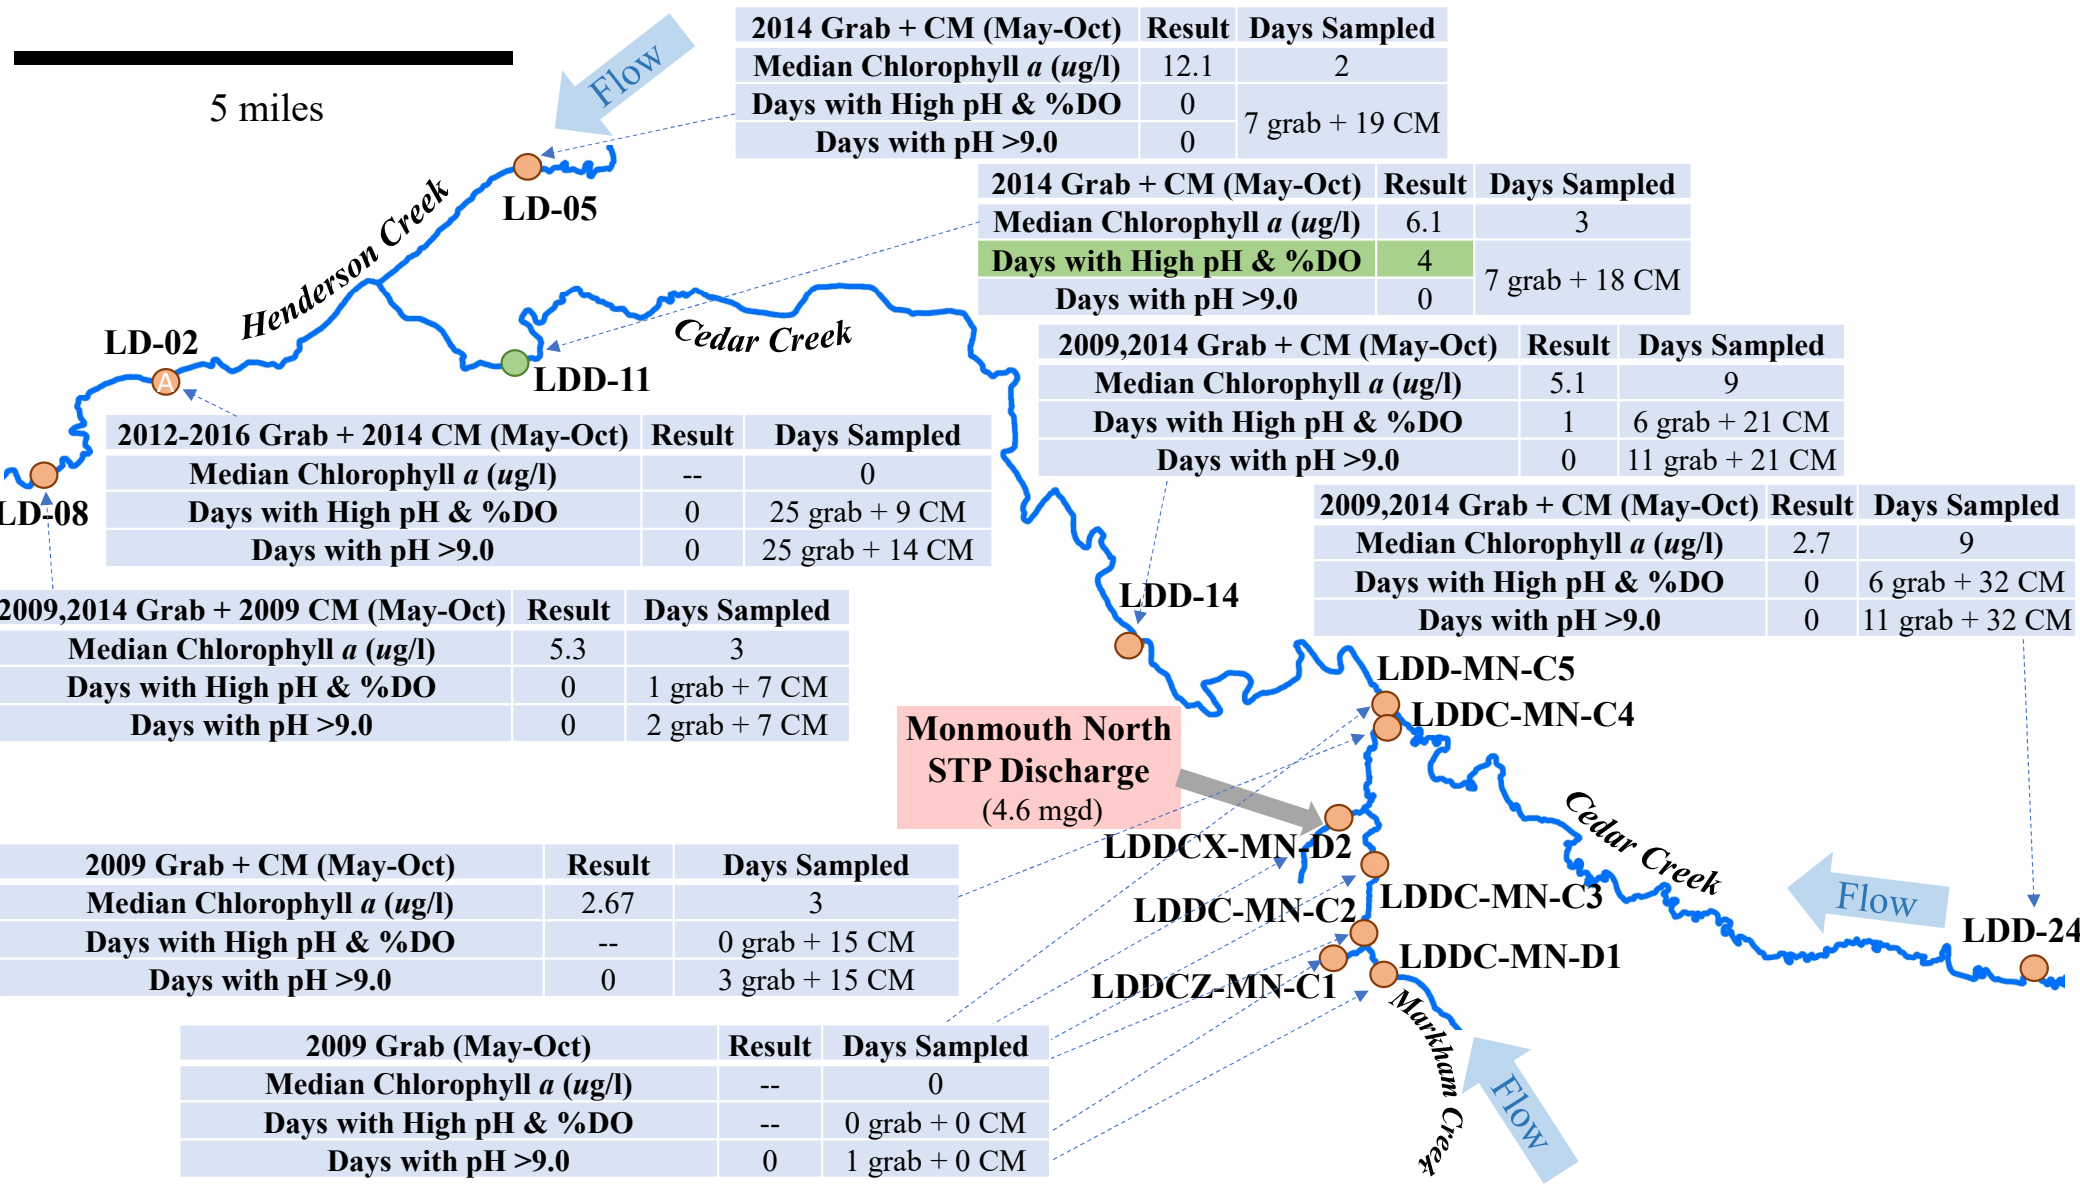 5 miles
Flow
2014 Grab + CM (May-Oct) Result Days Sampled
Median Chlorophyll a (ug/l) 12.1 2
Days with High pH & %DO 0 7 grab + 19 CM
Days with pH >9.0 0
LD-05
Henderson Creek
2014 Grab + CM (May-Oct) Result Days Sampled
Median Chlorophyll a (ug/l) 6.1 3
Days with High pH & %DO 4 7 grab + 18 CM
Days with pH >9.0 0
Cedar Creek
LDD-11
LD-02
A
2009,2014 Grab + CM (May-Oct) Result Days Sampled
Median Chlorophyll a (ug/l) 5.1 9
Days with High pH & %DO 1 6 grab + 21 CM
Days with pH >9.0 0 11 grab + 21 CM
2012-2016 Grab + 2014 CM (May-Oct) Result Days Sampled
Median Chlorophyll a (ug/l) -- 0
Days with High pH & %DO 0 25 grab + 9 CM
Days with pH >9.0 0 25 grab + 14 CM
LD-08
2009,2014 Grab + CM (May-Oct) Result Days Sampled
Median Chlorophyll a (ug/l) 2.7 9
Days with High pH & %DO 0 6 grab + 32 CM
Days with pH >9.0 0 11 grab + 32 CM
LDD-14
2009,2014 Grab + 2009 CM (May-Oct) Result Days Sampled
Median Chlorophyll a (ug/l) 5.3 3
Days with High pH & %DO 0 1 grab + 7 CM
Days with pH >9.0 0 2 grab + 7 CM
LDD-MN-C5
LDDC-MN-C4
Monmouth North
STP Discharge
(4.6 mgd)
LDDCX-MN-D2
Cedar Creek
Flow
LDD-24
LDDC-MN-C3
LDDC-MN-C2
LDDC-MN-D1
LDDCZ-MN-C1
2009 Grab + CM (May-Oct) Result Days Sampled
Median Chlorophyll a (ug/l) 2.67 3
Days with High pH & %DO -- 0 grab + 15 CM
Days with pH >9.0 0 3 grab + 15 CM
Markham Creek
Flow
2009 Grab (May-Oct) Result Days Sampled
Median Chlorophyll a (ug/l) -- 0
Days with High pH & %DO -- 0 grab + 0 CM
Days with pH >9.0 0 1 grab + 0 CM